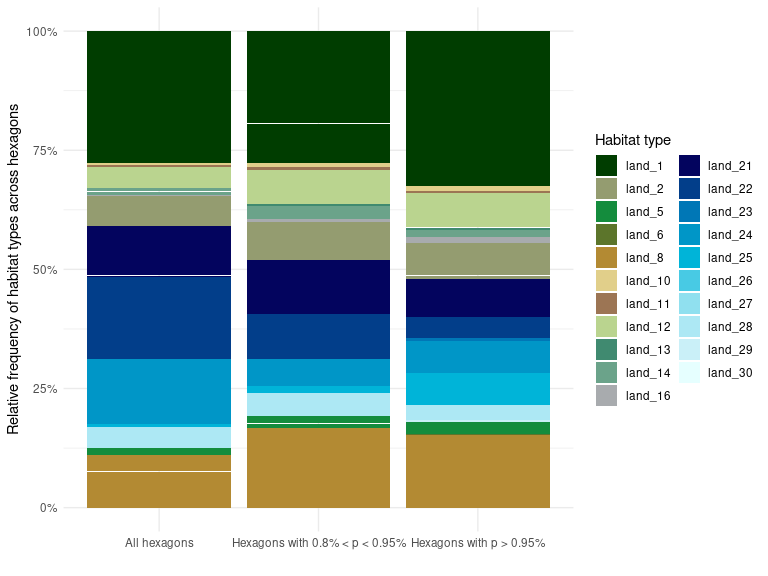 Relative frequency of habitat types across hexagons
100%
75%
50%
25%
0%
All hexagons
Hexagons with 0.8% < p < 0.95%
Hexagons with p > 0.95%
Habitat type
land_1
land_2
land_5
land_6
land_8
land_10
land_11
land_12
land_13
land_14
land_16
land_21
land_22
land_23
land_24
land_25
land_26
land_27
land_28
land_29
land_30